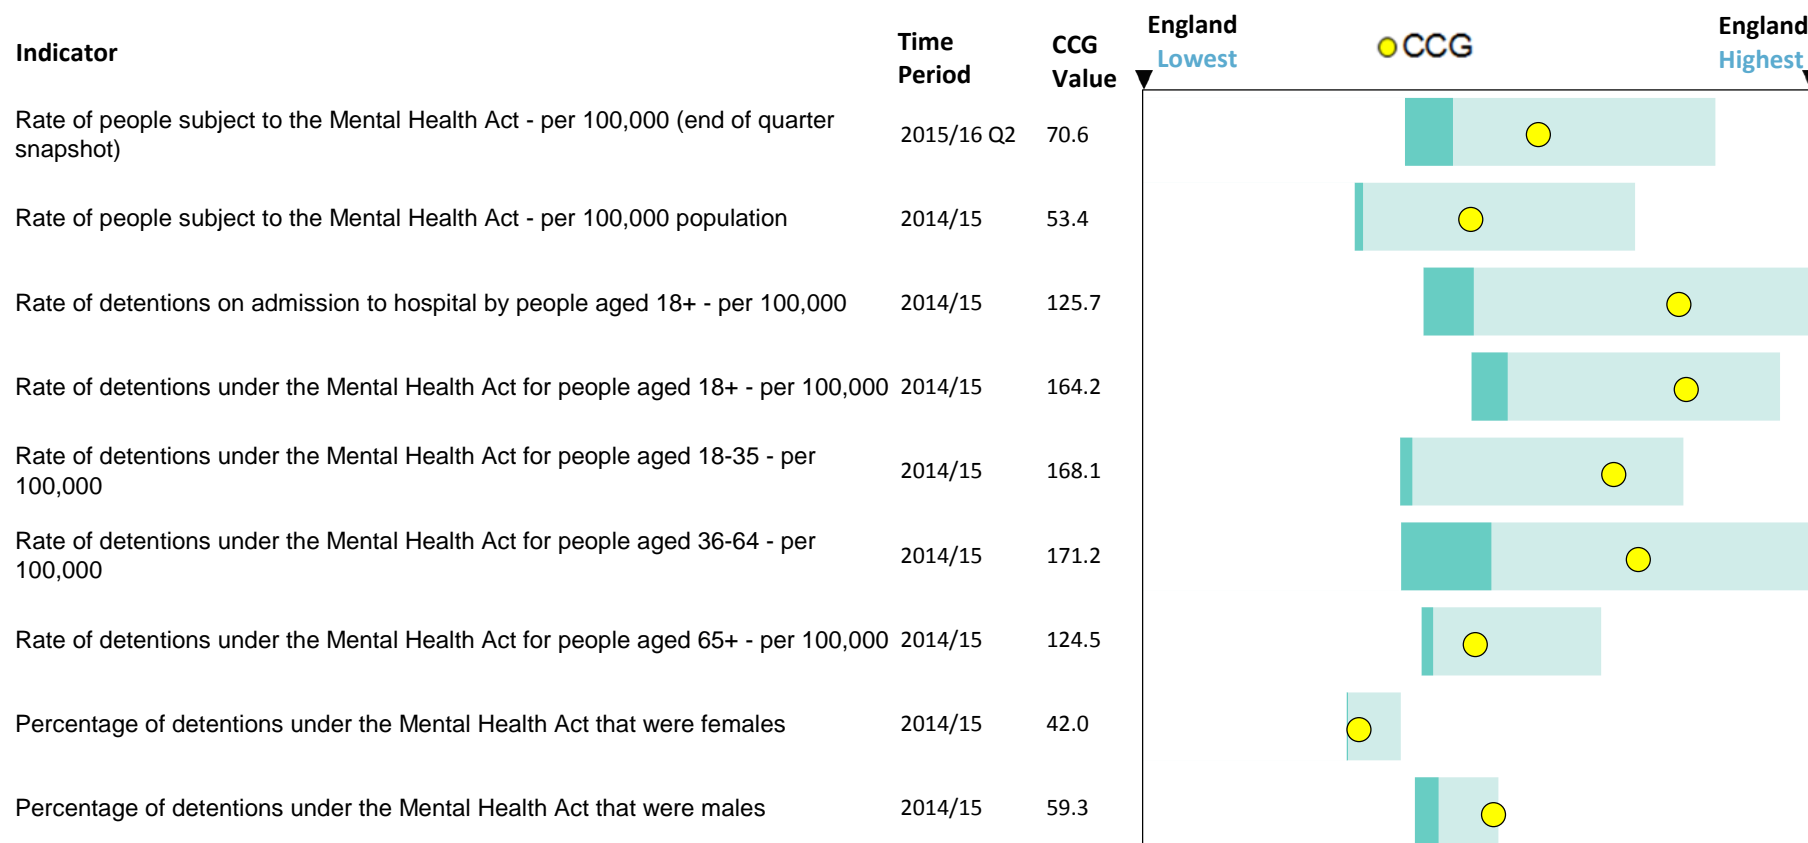 Indicator
Time Period
CCG Value
England Lowest
CCG
England Highest
Rate of people subject to the Mental Health Act - per 100,000 (end of quarter
snapshot)
2015/16 Q2
70.6
Rate of people subject to the Mental Health Act - per 100,000 population
2014/15
53.4
Rate of detentions on admission to hospital by people aged 18+ - per 100,000
2014/15
125.7
Rate of detentions under the Mental Health Act for people aged 18+ - per 100,000
2014/15
164.2
Rate of detentions under the Mental Health Act for people aged 18-35 - per
100,000
2014/15
168.1
Rate of detentions under the Mental Health Act for people aged 36-64 - per
100,000
2014/15
171.2
Rate of detentions under the Mental Health Act for people aged 65+ - per 100,000
2014/15
124.5
Percentage of detentions under the Mental Health Act that were females
2014/15
42.0
Percentage of detentions under the Mental Health Act that were males
2014/15
59.3